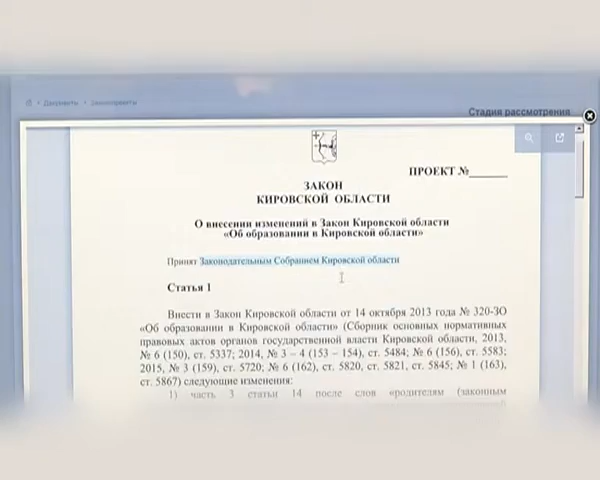 Документы
Законопроекты
Стадия рассмотрения
ПРОЕКТ №______
ЗАКОН
КИРОВСКОЙ ОБЛАСТИ
О внесении изменений в Закон Кировской области
«Об образовании в Кировской области»
Принят Законодательным Собранием Кировской области
Статья 1
Внести в Закон Кировской области от 14 октября 2013 года № 320-ЗО
«Об образовании в Кировской области» (Сборник основных нормативных
правовых актов органов государственной власти Кировской области, 2013,
№ 6 (150), ст. 5337; 2014, № 3 – 4 (153 – 154), ст. 5484; № 6 (156), ст. 5583;
2015, № 3 (159), ст. 5720; № 6 (162), ст. 5820, ст. 5821, ст. 5845; № 1 (163),
ст. 5867) следующие изменения:
1) часть 3 статьи 14 после слов «родителям (законным